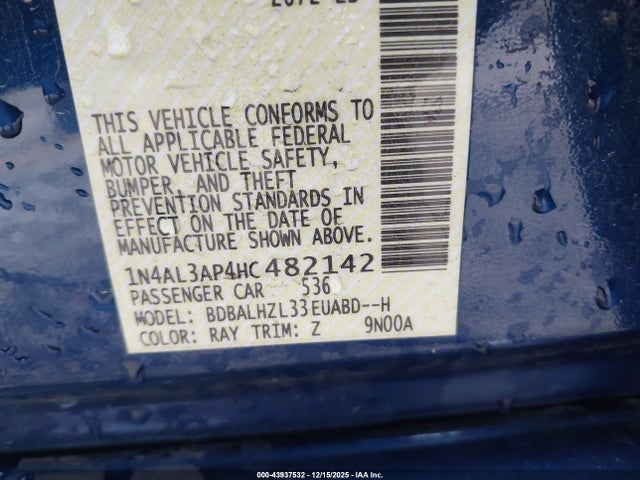 THIS VEHICLE CONFORMS TO
ALL APPLICABLE FEDERAL
MOTOR VEHICLE SAFETY,
BUMPER, AND THEFT
PREVENTION STANDARDS IN
EFFECT ON THE DATE OF
MANUFACTURE SHOWN ABOVE.
1N4AL3AP4HC482142
PASSENGER CAR 536
MODEL: BDBALHZL33EUABD--H
COLOR: RAY TRIM: Z 9N00A
000-43937532 - 12/15/2025 - IAA Inc.